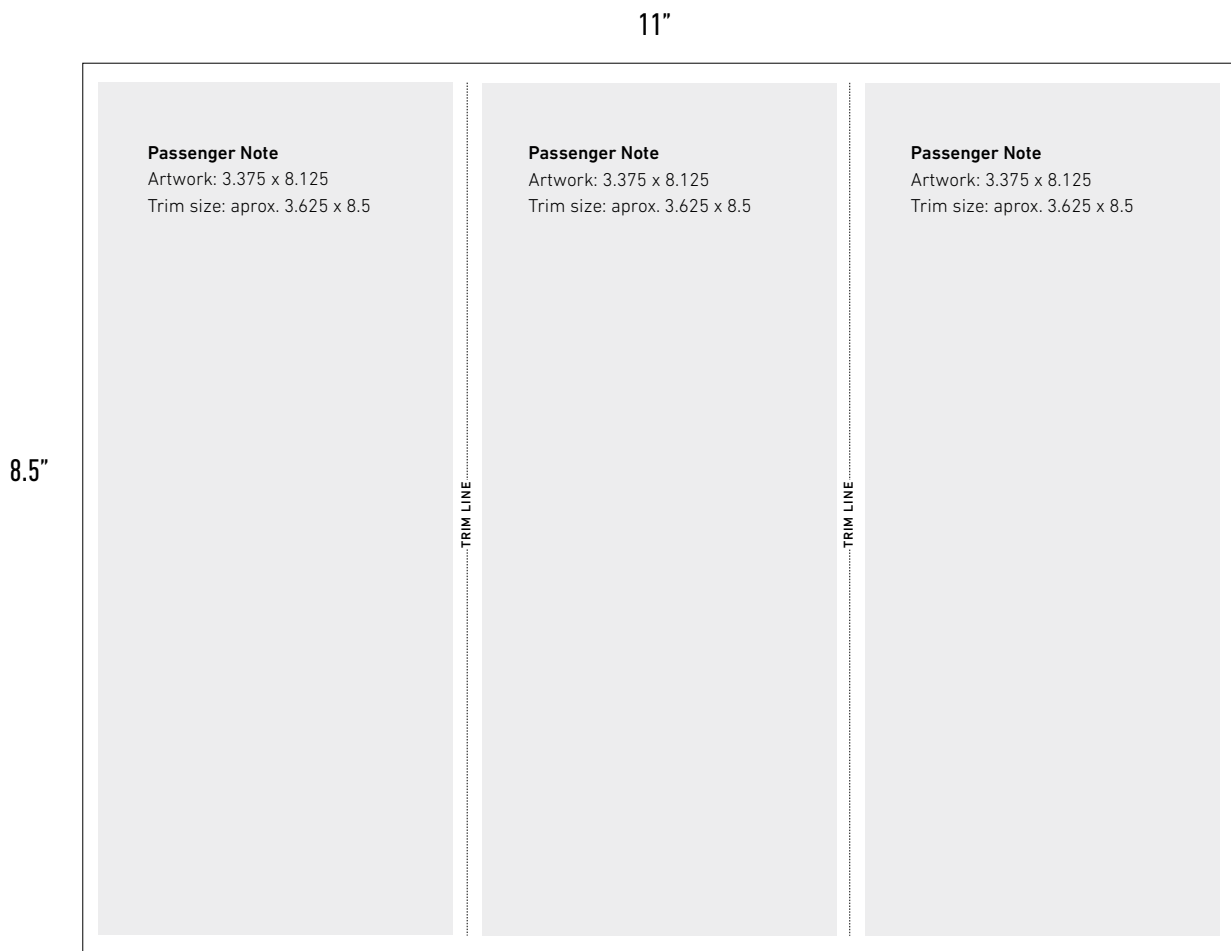 11”
Passenger Note
Artwork: 3.375 x 8.125
Trim size: aprox. 3.625 x 8.5
Passenger Note
Artwork: 3.375 x 8.125
Trim size: aprox. 3.625 x 8.5
Passenger Note
Artwork: 3.375 x 8.125
Trim size: aprox. 3.625 x 8.5
8.5”
TRIM LINE
TRIM LINE